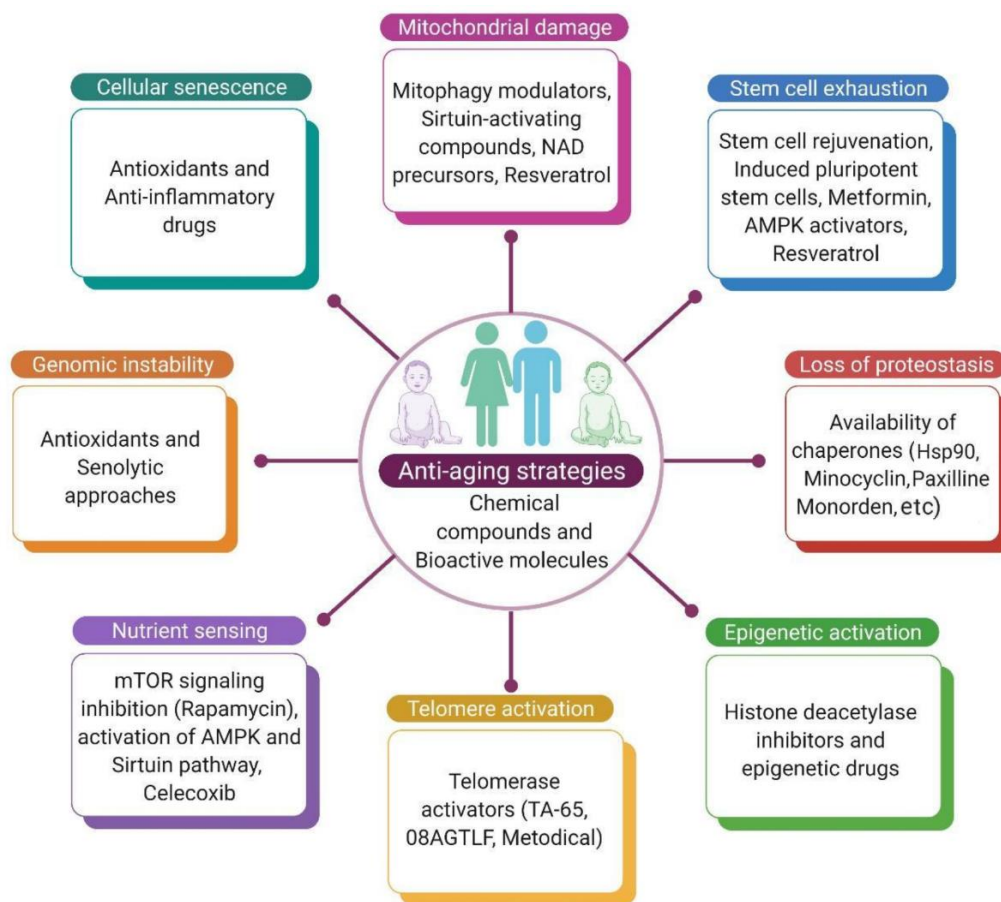 Mitochondrial damage
Mitophagy modulators,
Sirtuin-activating
compounds, NAD
precursors, Resveratrol
Cellular senescence
Antioxidants and
Anti-inflammatory
drugs
Stem cell exhaustion
Stem cell rejuvenation,
Induced pluripotent
stem cells, Metformin,
AMPK activators,
Resveratrol
Genomic instability
Antioxidants and
Senolytic
approaches
Anti-aging strategies
Chemical
compounds and
Bioactive molecules
Loss of proteostasis
Availability of
chaperones (Hsp90,
Minocyclin, Paxilline
Monorden, etc)
Nutrient sensing
mTOR signaling
inhibition (Rapamycin),
activation of AMPK and
Sirtuin pathway,
Celecoxib
Telomere activation
Telomerase
activators (TA-65,
08AGTLF, Metodical)
Epigenetic activation
Histone deacetylase
inhibitors and
epigenetic drugs